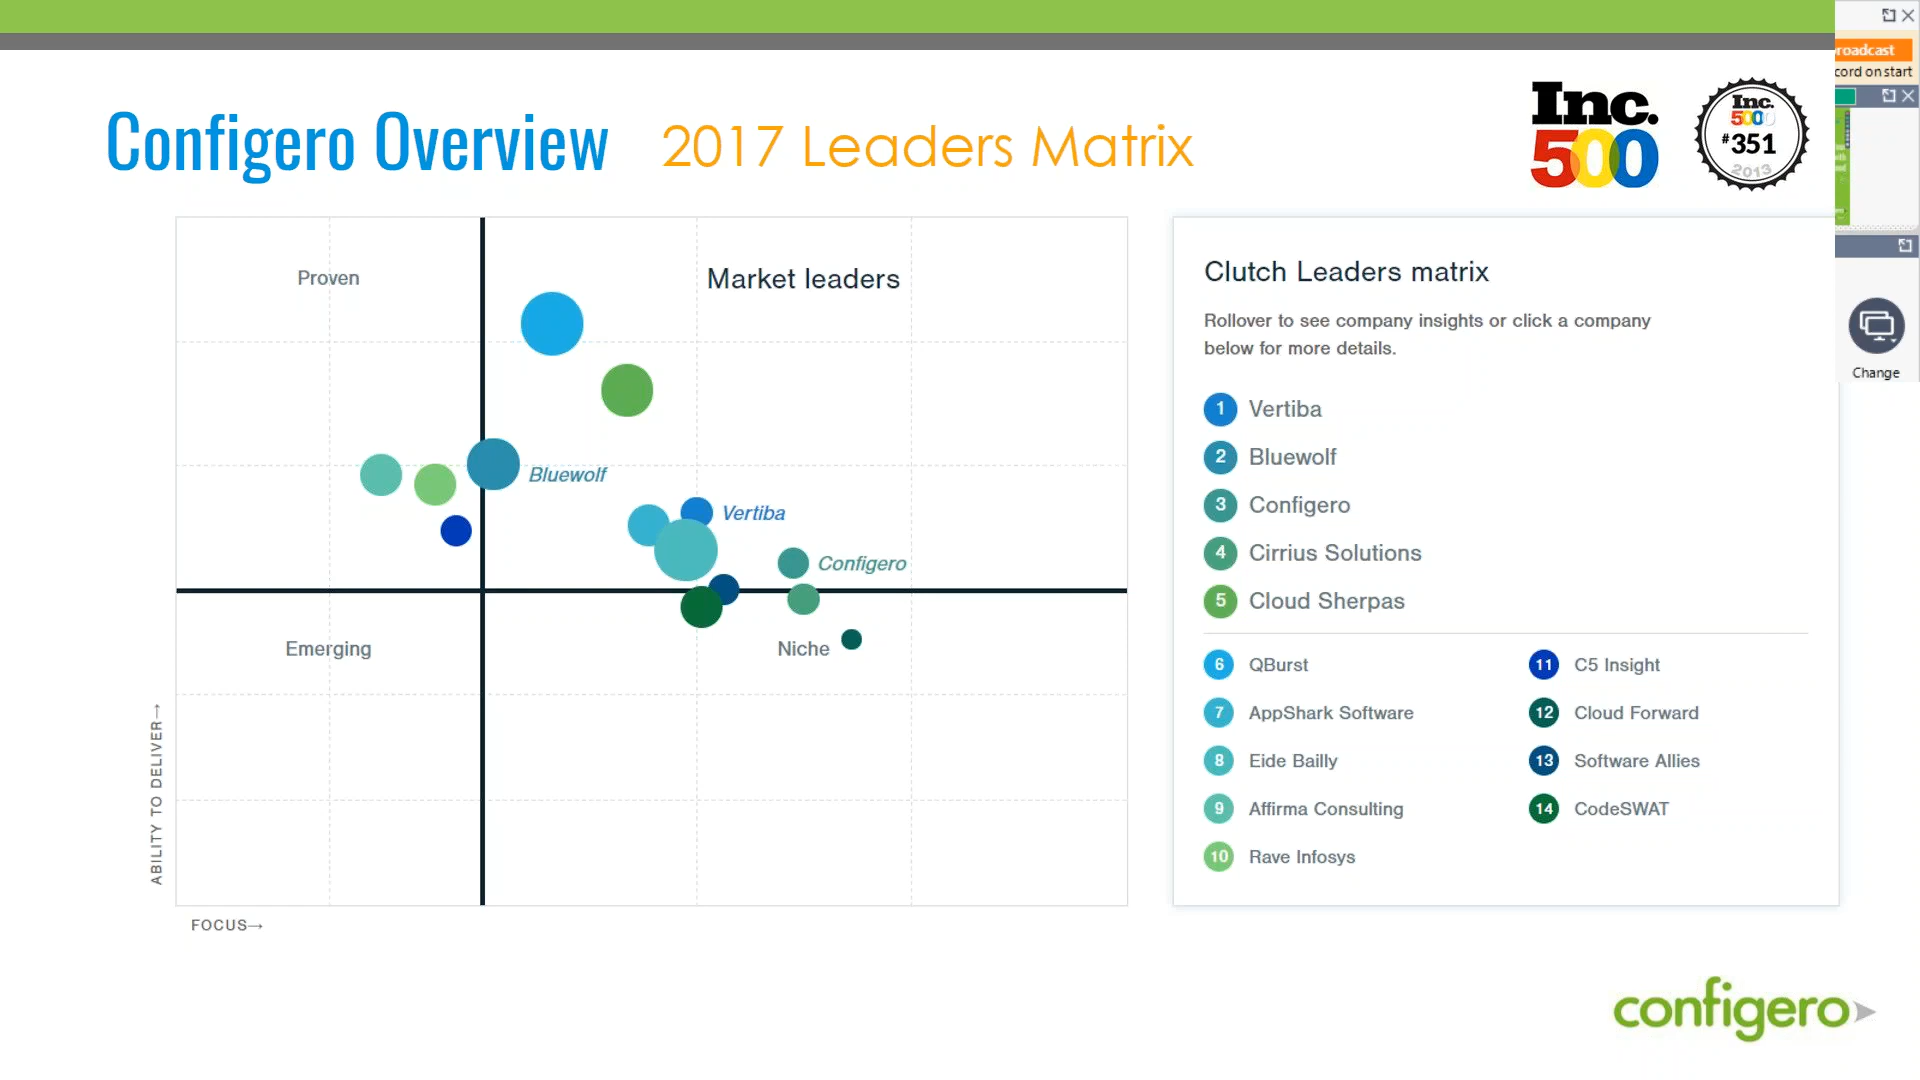 Configero Overview 2017 Leaders Matrix
Inc.
500
Inc.
5000
#351
2013
roadcast
cord on start
Change
Proven
Market leaders
Bluewolf
Vertiba
Configero
Emerging
Niche
ABILITY TO DELIVER→
FOCUS→
Clutch Leaders matrix
Rollover to see company insights or click a company
below for more details.
1 Vertiba
2 Bluewolf
3 Configero
4 Cirrius Solutions
5 Cloud Sherpas
6 QBurst
7 AppShark Software
8 Eide Bailly
9 Affirma Consulting
10 Rave Infosys
11 C5 Insight
12 Cloud Forward
13 Software Allies
14 CodeSWAT
configero